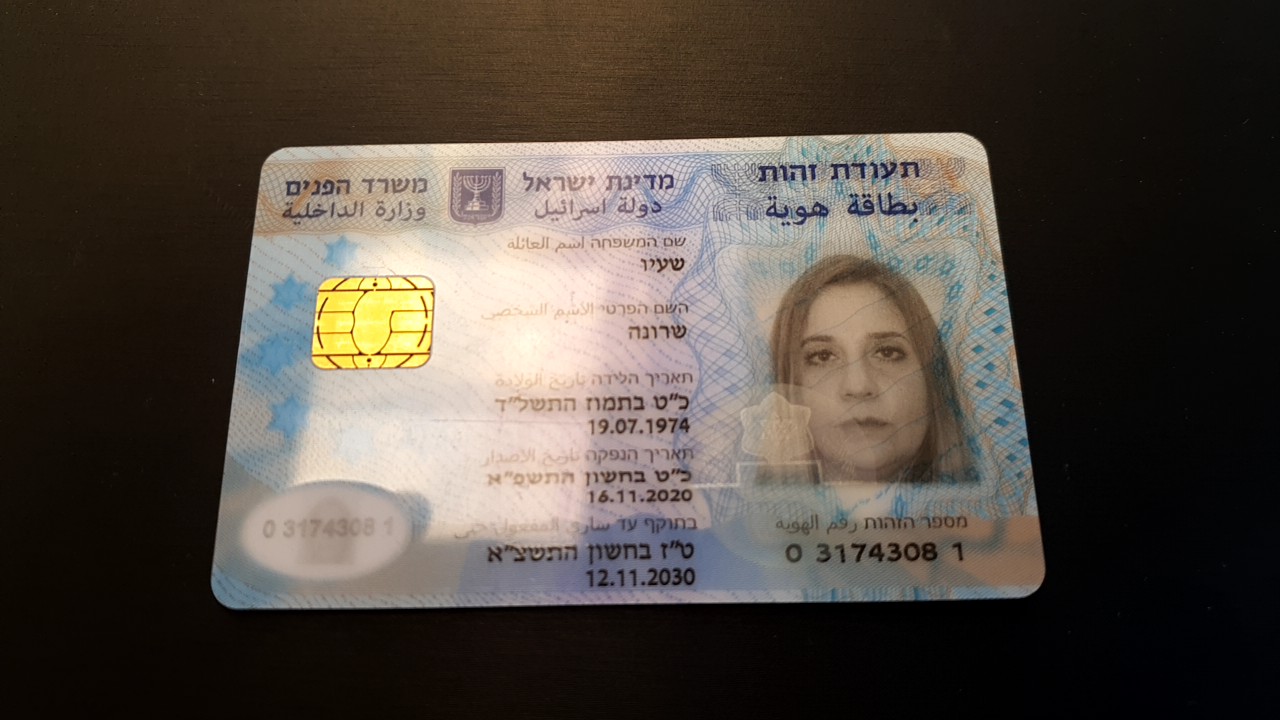 תעודת זהות
بطاقة هوية
מדינת ישראל
دولة اسرائيل
משרד הפנים
وزارة الداخلية
שם המשפחה اسم العائلة
שעיו
השם הפרטי الاسم الشخصي
שרונה
תאריך הלידה تاريخ الولادة
כ"ט בתמוז התשל"ד
19.07.1974
תאריך הנפקה تاريخ الاصدار
כ"ט בחשון התשפ"א
16.11.2020
בתוקף עד ساري المفعول حتى
ט"ז בחשון התשצ"א
12.11.2030
מספר הזהות رقم الهوية
0 3174308 1
0 3174308 1